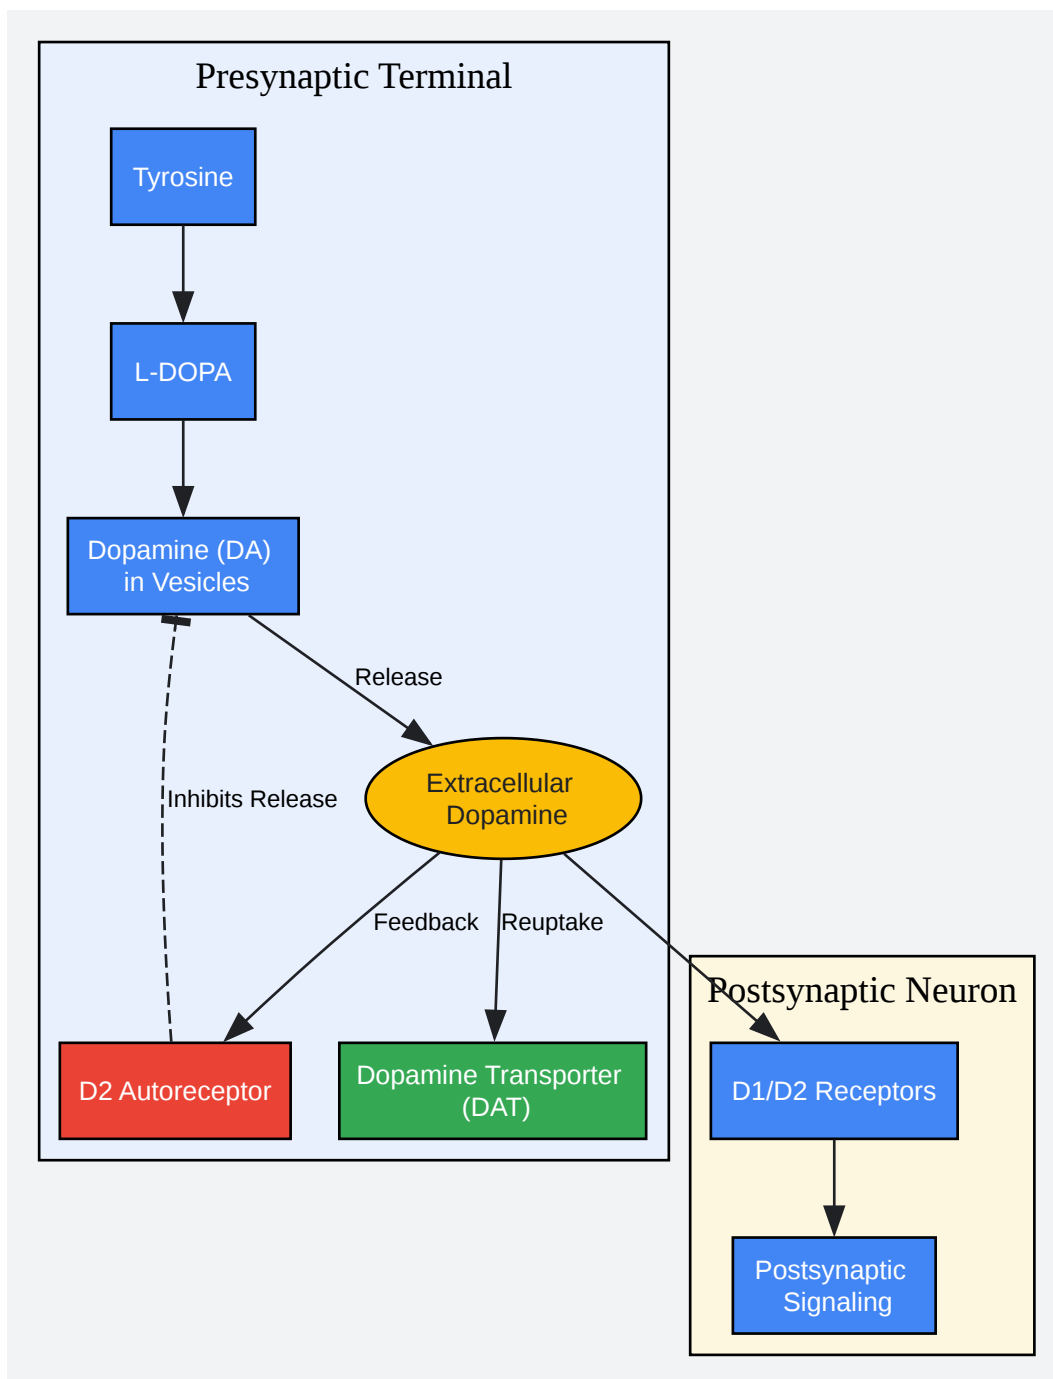 Presynaptic Terminal
Tyrosine
L-DOPA
Dopamine (DA)
in Vesicles
Release
Extracellular
Dopamine
Inhibits Release
Feedback
Reuptake
Postsynaptic Neuron
D2 Autoreceptor
Dopamine Transporter
(DAT)
D1/D2 Receptors
Postsynaptic
Signaling